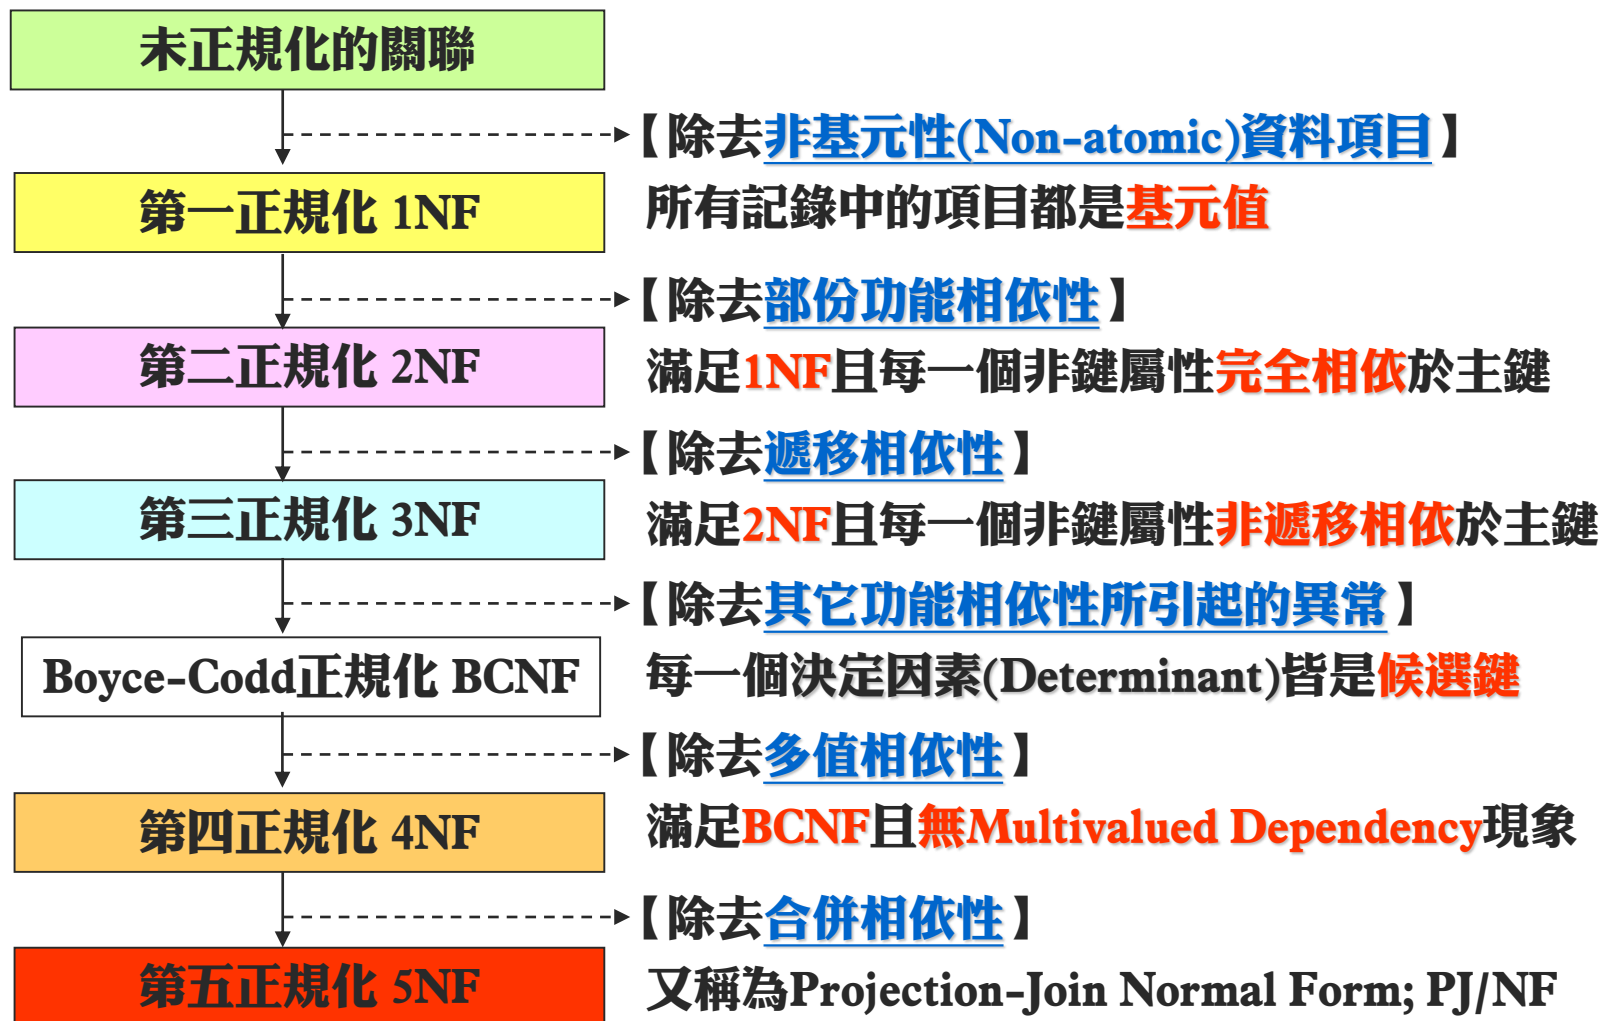 未正規化的關聯
【除去非基元性(Non-atomic)資料項目】
第一正規化 1NF
所有記錄中的項目都是基元值
【除去部份功能相依性】
第二正規化 2NF
滿足1NF且每一個非鍵屬性完全相依於主鍵
【除去遞移相依性】
第三正規化 3NF
滿足2NF且每一個非鍵屬性非遞移相依於主鍵
【除去其它功能相依性所引起的異常】
Boyce-Codd正規化 BCNF
每一個決定因素(Determinant)皆是候選鍵
【除去多值相依性】
第四正規化 4NF
滿足BCNF且無Multivalued Dependency現象
【除去合併相依性】
第五正規化 5NF
又稱為Projection-Join Normal Form; PJ/NF